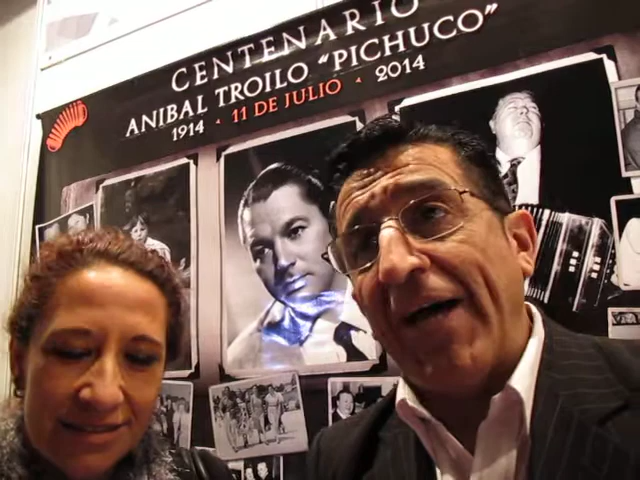 CENTENARIO
ANIBAL TROILO "PICHUCO"
1914 • 11 DE JULIO • 2014